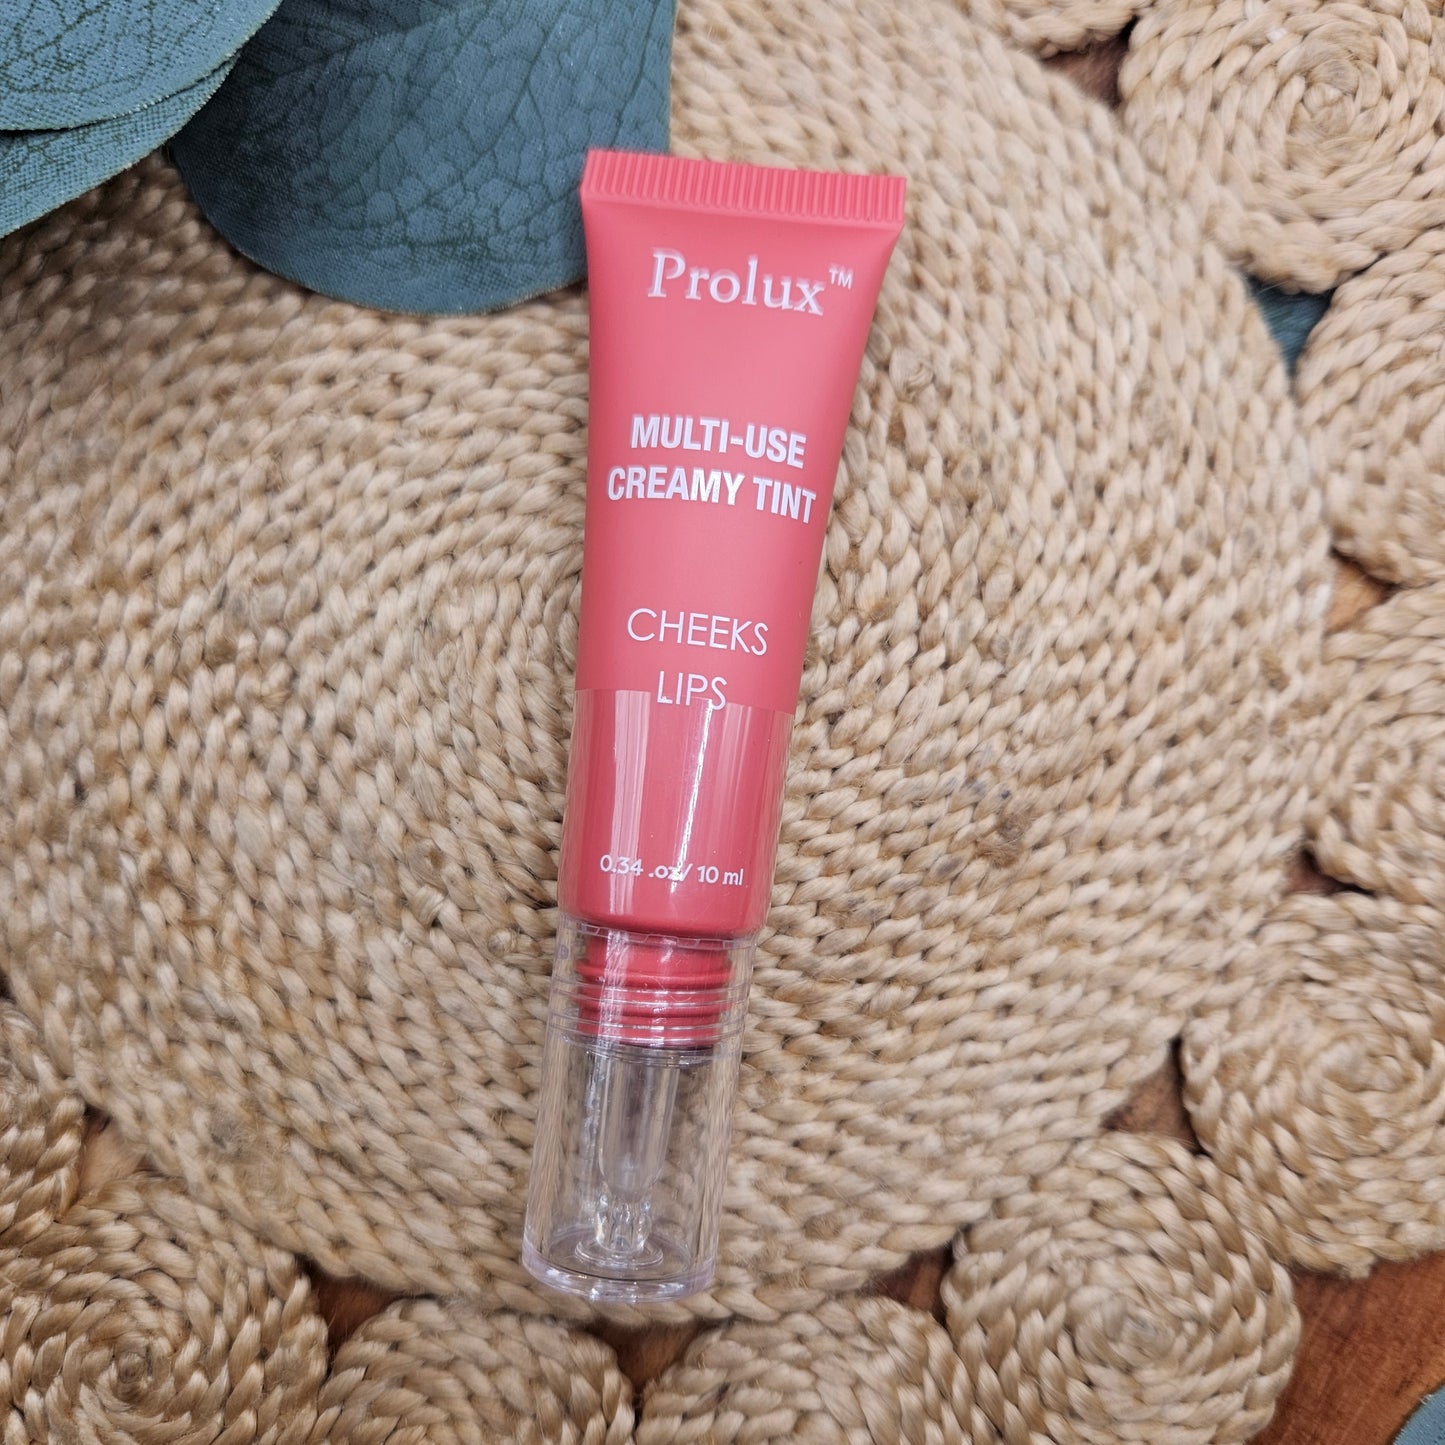 Prolux™
MULTI-USE
CREAMY TINT
CHEEKS
LIPS
0.34 .oz/ 10 ml